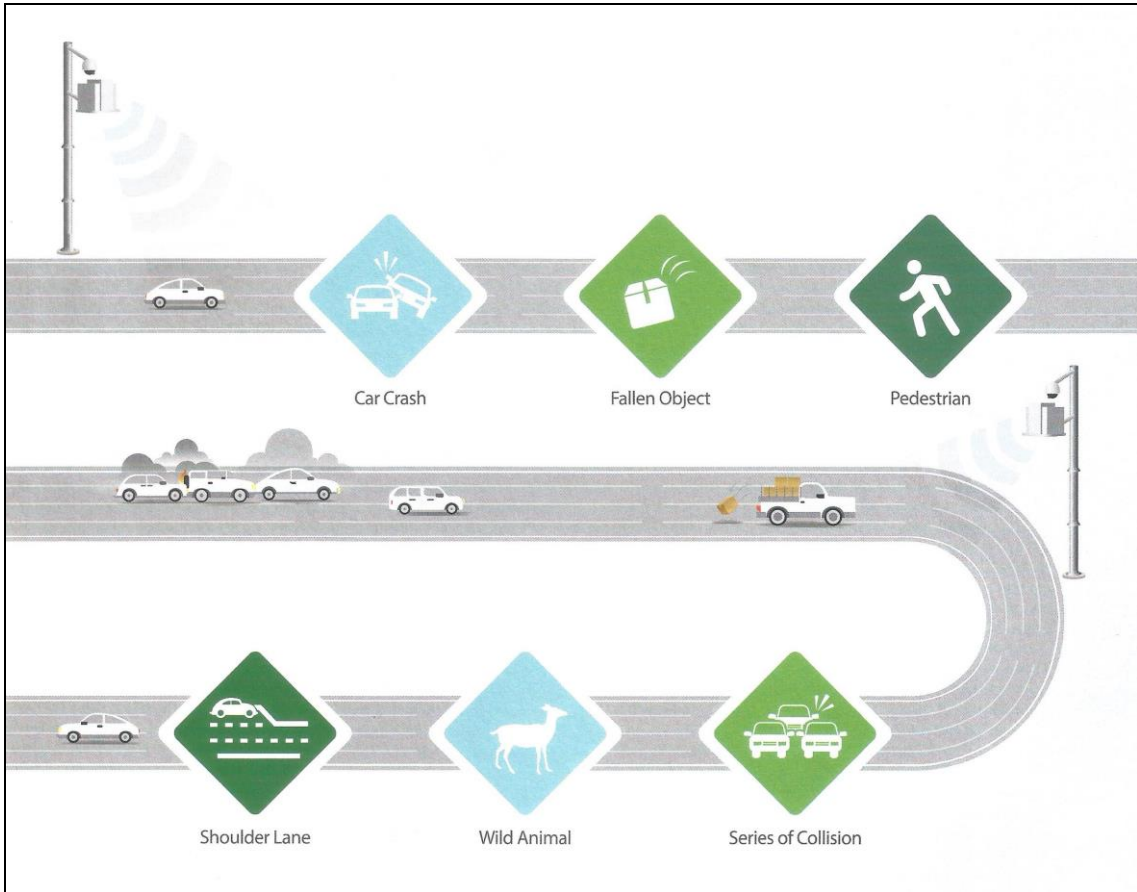 Car Crash
Fallen Object
Pedestrian
Shoulder Lane
Wild Animal
Series of Collision